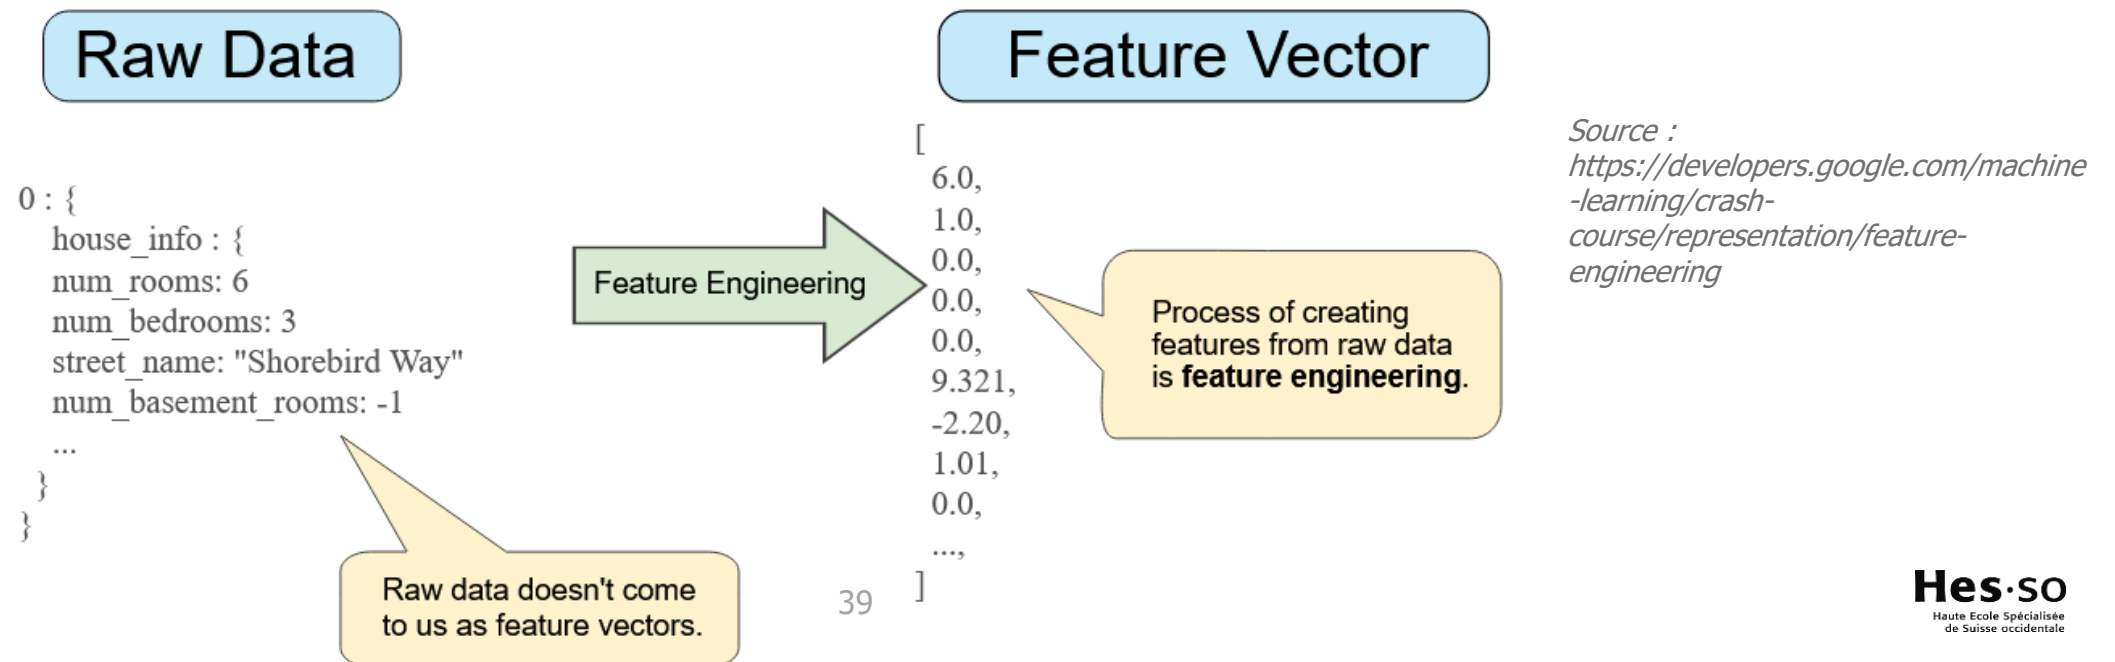 Raw Data
0 : {
house_info : {
num_rooms: 6
num_bedrooms: 3
street_name: "Shorebird Way"
num_basement_rooms: -1
...
}
}
Raw data doesn't come
to us as feature vectors.
Feature Engineering
Feature Vector
[
6.0,
1.0,
0.0,
0.0,
0.0,
9.321,
-2.20,
1.01,
0.0,
...,
]
Process of creating
features from raw data
is feature engineering.
Source :
https://developers.google.com/machine
-learning/crash-
course/representation/feature-
engineering
39
Hes·so
Haute Ecole Spécialisée
de Suisse occidentale